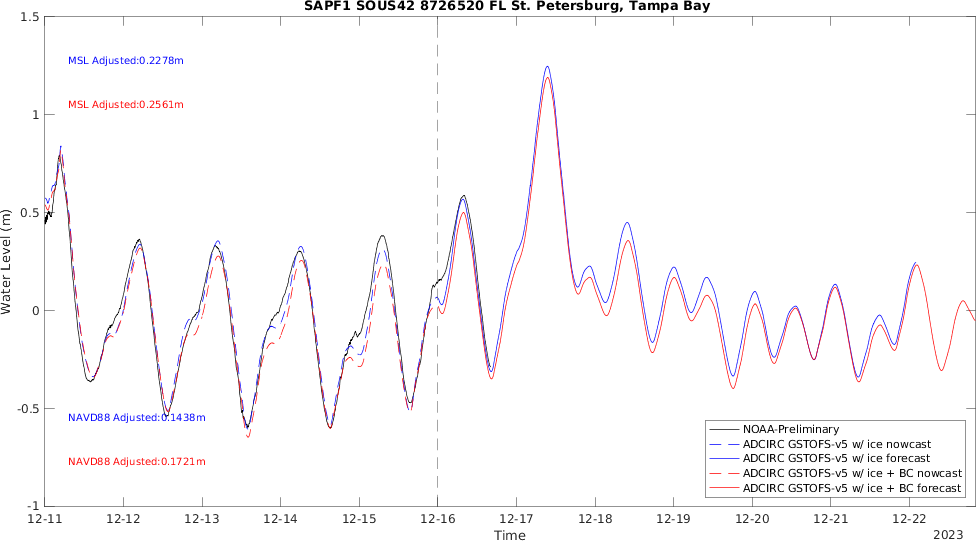 SAPF1 SOUS42 8726520 FL St. Petersburg, Tampa Bay
1.5
MSL Adjusted:0.2278m
MSL Adjusted:0.2561m
1
0.5
Water Level (m)
0
-0.5
NAVD88 Adjusted:0.1438m
NAVD88 Adjusted:0.1721m
NOAA-Preliminary
ADCIRC GSTOFS-v5 w/ ice nowcast
ADCIRC GSTOFS-v5 w/ ice forecast
ADCIRC GSTOFS-v5 w/ ice + BC nowcast
ADCIRC GSTOFS-v5 w/ ice + BC forecast
-1
12-11 12-12 12-13 12-14 12-15 12-16 12-17 12-18 12-19 12-20 12-21 12-22
Time
2023